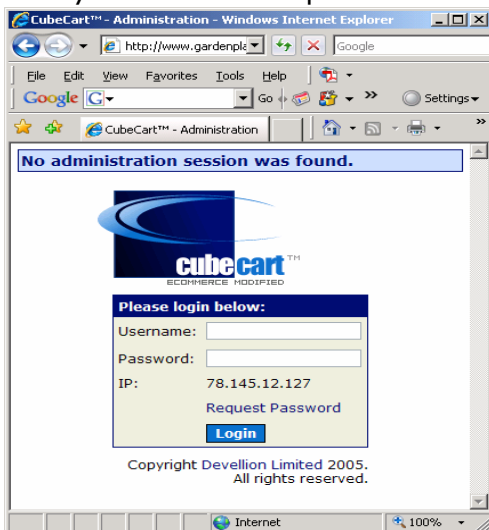 CubeCart™ - Administration - Windows Internet Explorer
http://www.gardenpla
Google
File Edit View Favorites Tools Help
Google G Go Settings
CubeCart™ - Administration
No administration session was found.
cubecart™
ECOMMERCE MODIFIED
Please login below:
Username:
Password:
IP: 78.145.12.127
Request Password
Login
Copyright Devellion Limited 2005.
All rights reserved.
Internet 100%